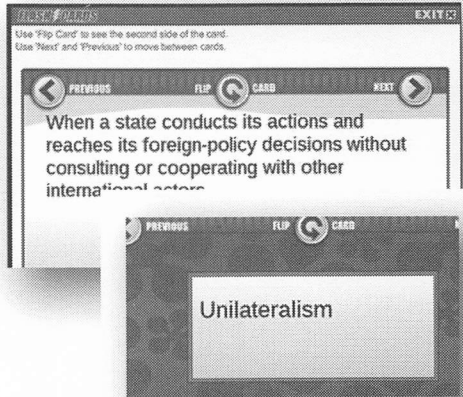 FLASH CARDS
EXIT
Use 'Flip Card' to see the second side of the card.
Use 'Next' and 'Previous' to move between cards.
PREVIOUS FLIP CARD NEXT
When a state conducts its actions and
reaches its foreign-policy decisions without
consulting or cooperating with other
international actors
PREVIOUS FLIP CARD
Unilateralism